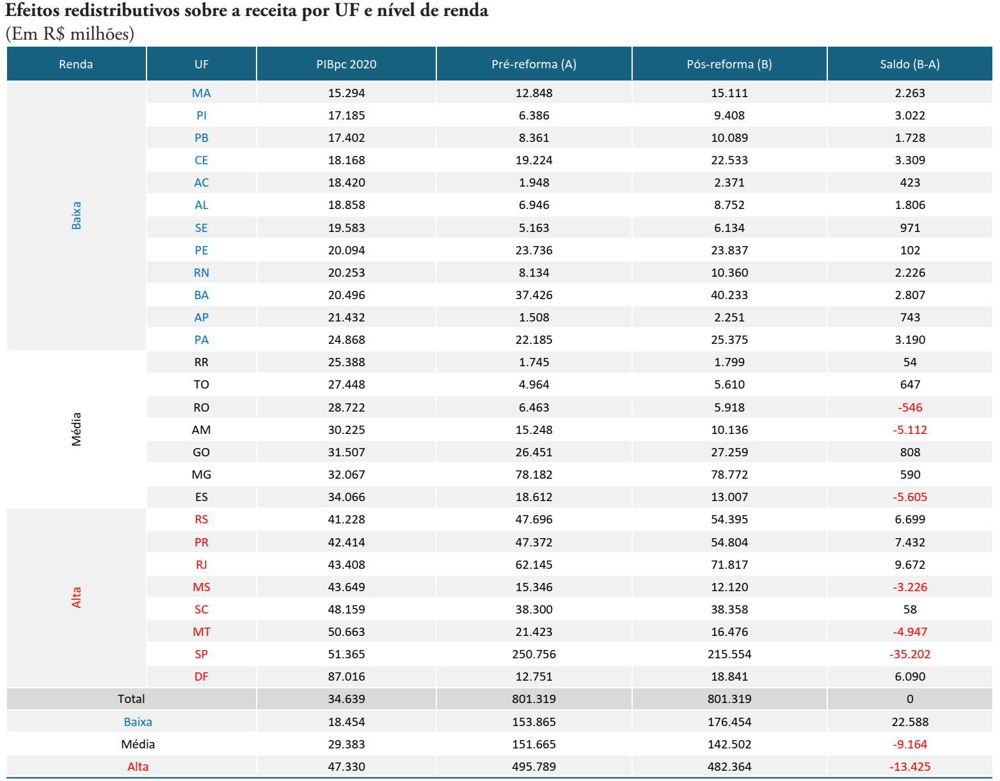 Efeitos redistributivos sobre a receita por UF e nível de renda
(Em R$ milhões)
Renda UF PIBpc 2020 Pré-reforma (A) Pós-reforma (B) Saldo (B-A)
Baixa
MA 15.294 12.848 15.111 2.263
PI 17.185 6.386 9.408 3.022
PB 17.402 8.361 10.089 1.728
CE 18.168 19.224 22.533 3.309
AC 18.420 1.948 2.371 423
AL 18.858 6.946 8.752 1.806
SE 19.583 5.163 6.134 971
PE 20.094 23.736 23.837 102
RN 20.253 8.134 10.360 2.226
BA 20.496 37.426 40.233 2.807
AP 21.432 1.508 2.251 743
PA 24.868 22.185 25.375 3.190
Média
RR 25.388 1.745 1.799 54
TO 27.448 4.964 5.610 647
RO 28.722 6.463 5.918 -546
AM 30.225 15.248 10.136 -5.112
GO 31.507 26.451 27.259 808
MG 32.067 78.182 78.772 590
ES 34.066 18.612 13.007 -5.605
Alta
RS 41.228 47.696 54.395 6.699
PR 42.414 47.372 54.804 7.432
RJ 43.408 62.145 71.817 9.672
MS 43.649 15.346 12.120 -3.226
SC 48.159 38.300 38.358 58
MT 50.663 21.423 16.476 -4.947
SP 51.365 250.756 215.554 -35.202
DF 87.016 12.751 18.841 6.090
Total 34.639 801.319 801.319 0
Baixa 18.454 153.865 176.454 22.588
Média 29.383 151.665 142.502 -9.164
Alta 47.330 495.789 482.364 -13.425